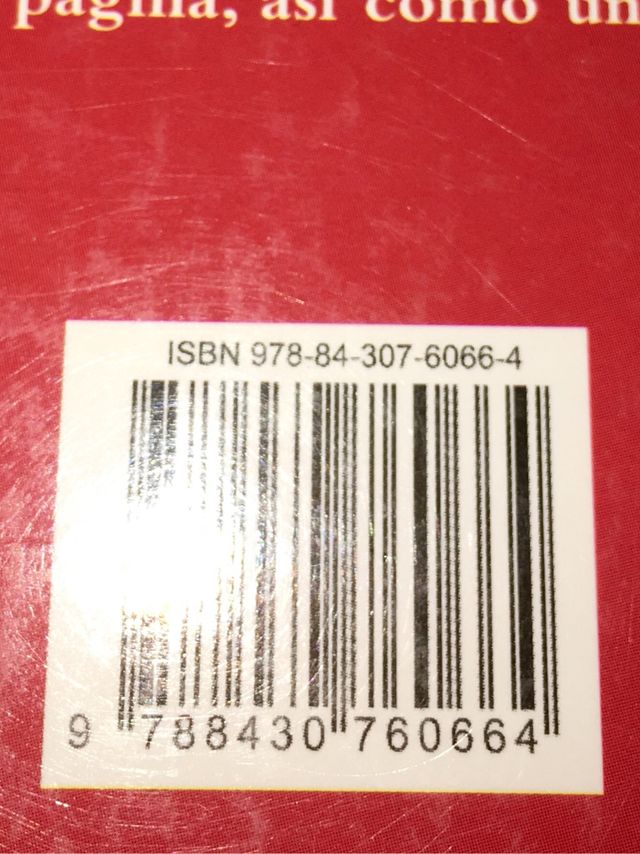 página, así como un
ISBN 978-84-307-6066-4
9 788430 760664